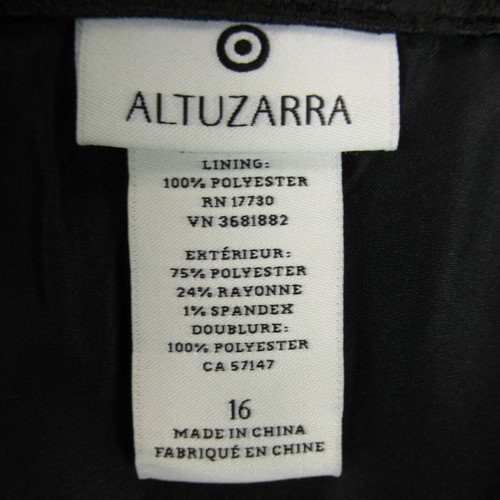 ALTUZARRA
LINING:
100% POLYESTER
RN 17730
VN 3681882
EXTÉRIEUR:
75% POLYESTER
24% RAYONNE
1% SPANDEX
DOUBLURE:
100% POLYESTER
CA 57147
16
MADE IN CHINA
FABRIQUÉ EN CHINE